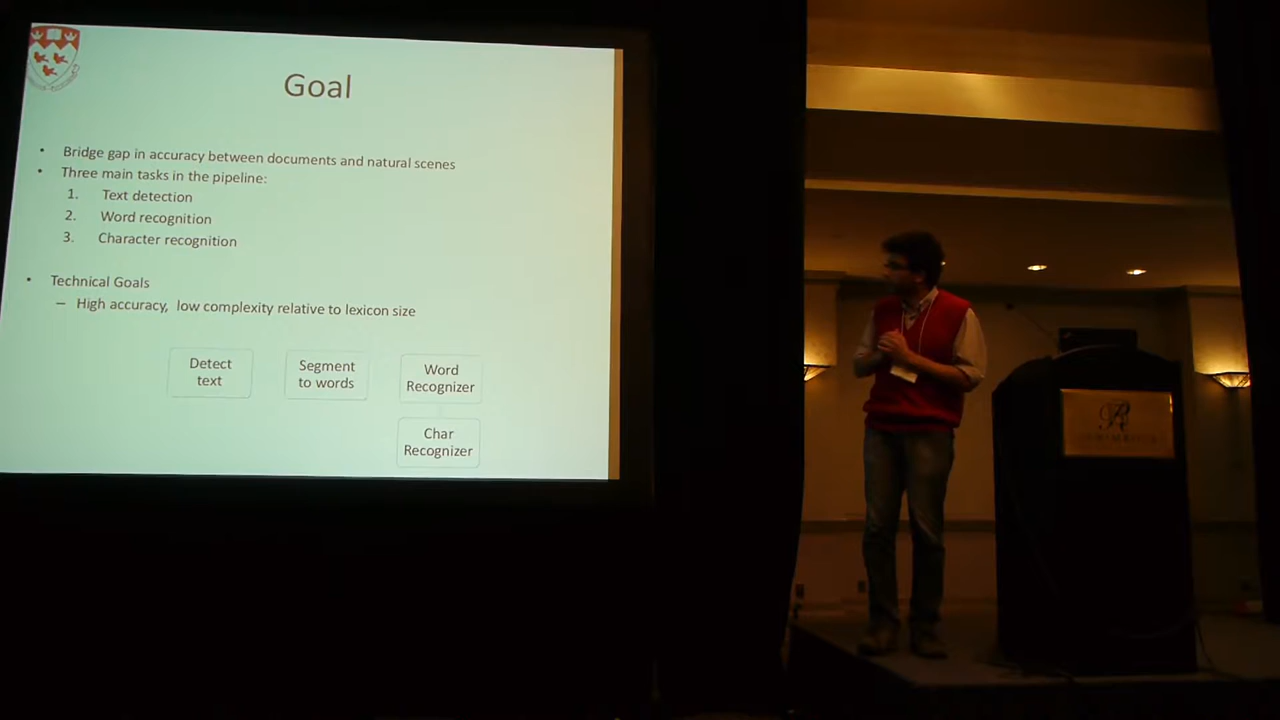 Goal
• Bridge gap in accuracy between documents and natural scenes
• Three main tasks in the pipeline:
1. Text detection
2. Word recognition
3. Character recognition
• Technical Goals
– High accuracy, low complexity relative to lexicon size
Detect
text
Segment
to words
Word
Recognizer
Char
Recognizer